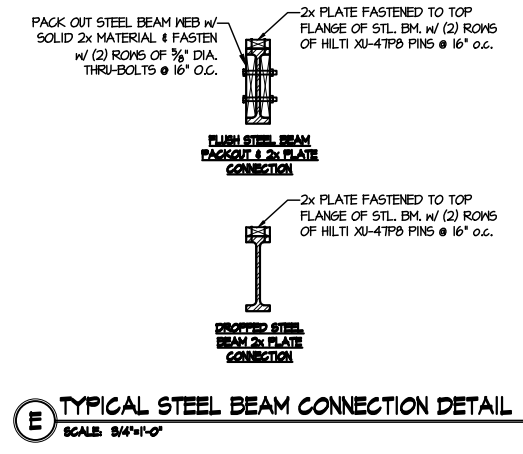 PACK OUT STEEL BEAM WEB W/
SOLID 2x MATERIAL & FASTEN
W/ (2) ROWS OF 5/8" DIA.
THRU-BOLTS @ 16" O.C.
2x PLATE FASTENED TO TOP
FLANGE OF STL. BM. W/ (2) ROWS
OF HILTI XU-47P8 PINS @ 16" o.c.
FLUSH STEEL BEAM
PACKOUT & 2x PLATE
CONNECTION
2x PLATE FASTENED TO TOP
FLANGE OF STL. BM. W/ (2) ROWS
OF HILTI XU-47P8 PINS @ 16" o.c.
DROPPED STEEL
BEAM 2x PLATE
CONNECTION
E
TYPICAL STEEL BEAM CONNECTION DETAIL
SCALE: 3/4"=1'-0"